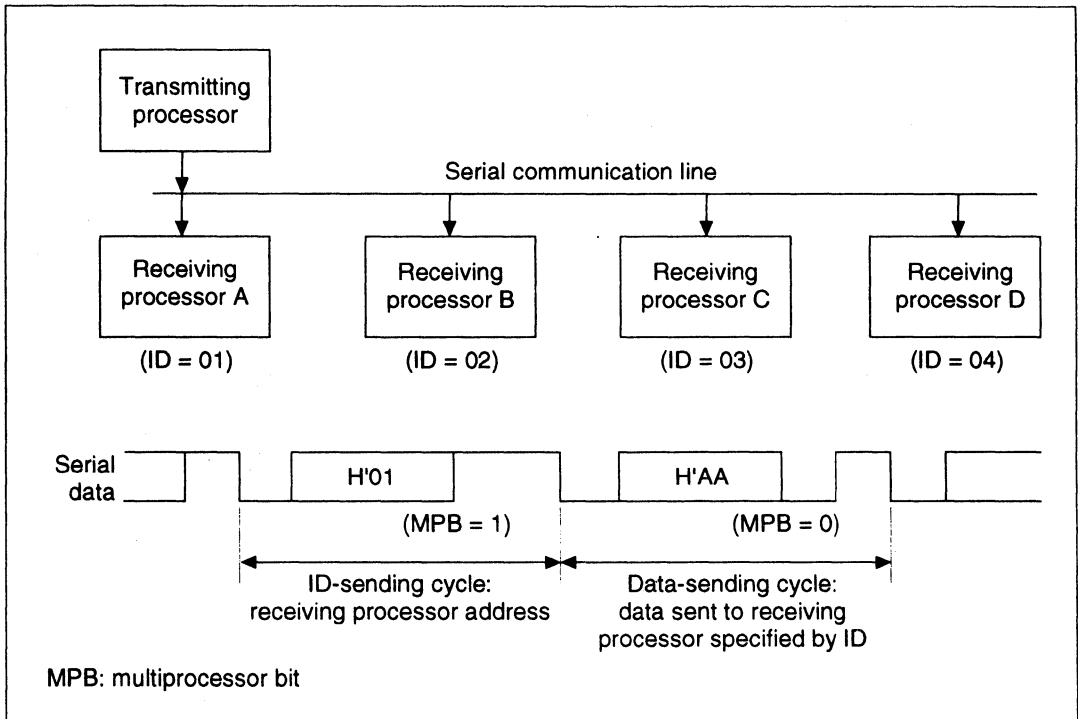 Transmitting
processor
Serial communication line
Receiving
processor A
Receiving
processor B
Receiving
processor C
Receiving
processor D
(ID = 01)
(ID = 02)
(ID = 03)
(ID = 04)
Serial
data
H'01
H'AA
(MPB = 1)
(MPB = 0)
ID-sending cycle:
receiving processor address
Data-sending cycle:
data sent to receiving
processor specified by ID
MPB: multiprocessor bit